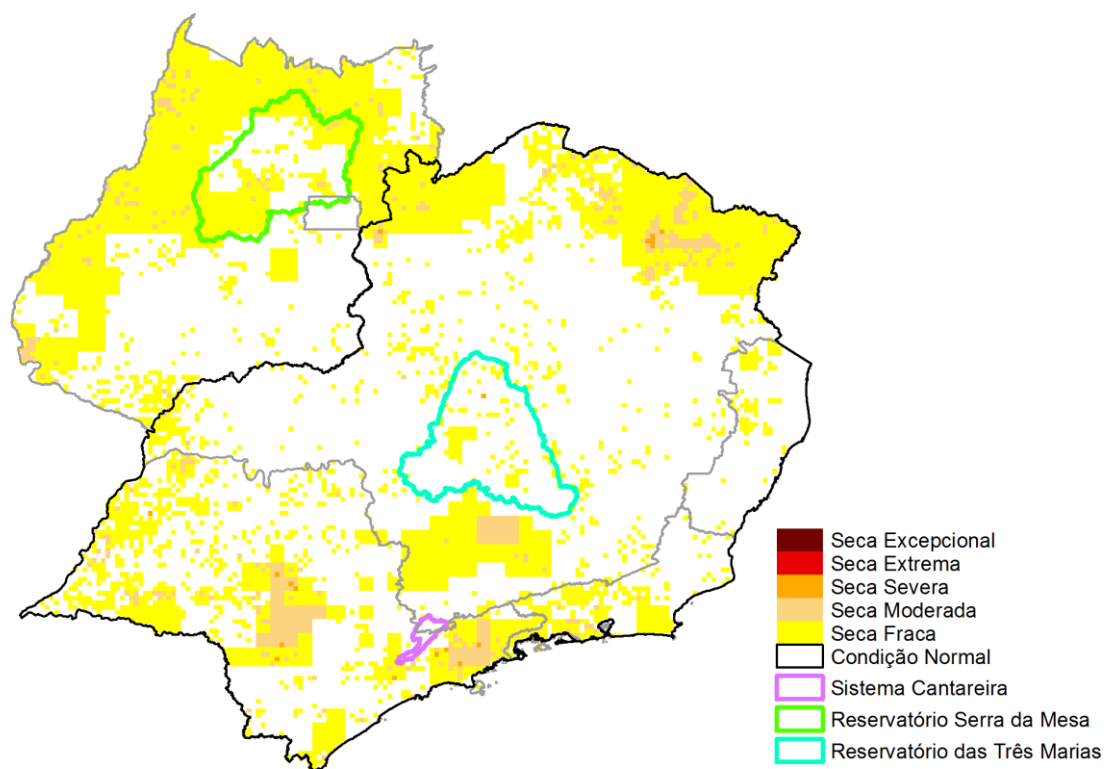 Seca Excepcional
Seca Extrema
Seca Severa
Seca Moderada
Seca Fraca
Condição Normal
Sistema Cantareira
Reservatório Serra da Mesa
Reservatório das Três Marias